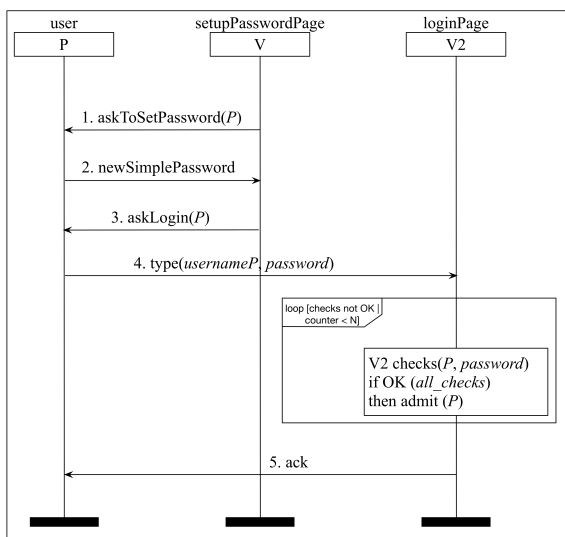 user
setupPasswordPage
loginPage
P
V
V2
1. askToSetPassword(P)
2. newSimplePassword
3. askLogin(P)
4. type(usernameP, password)
loop [checks not OK |
counter < N]
V2 checks(P, password)
if OK (all_checks)
then admit (P)
5. ack